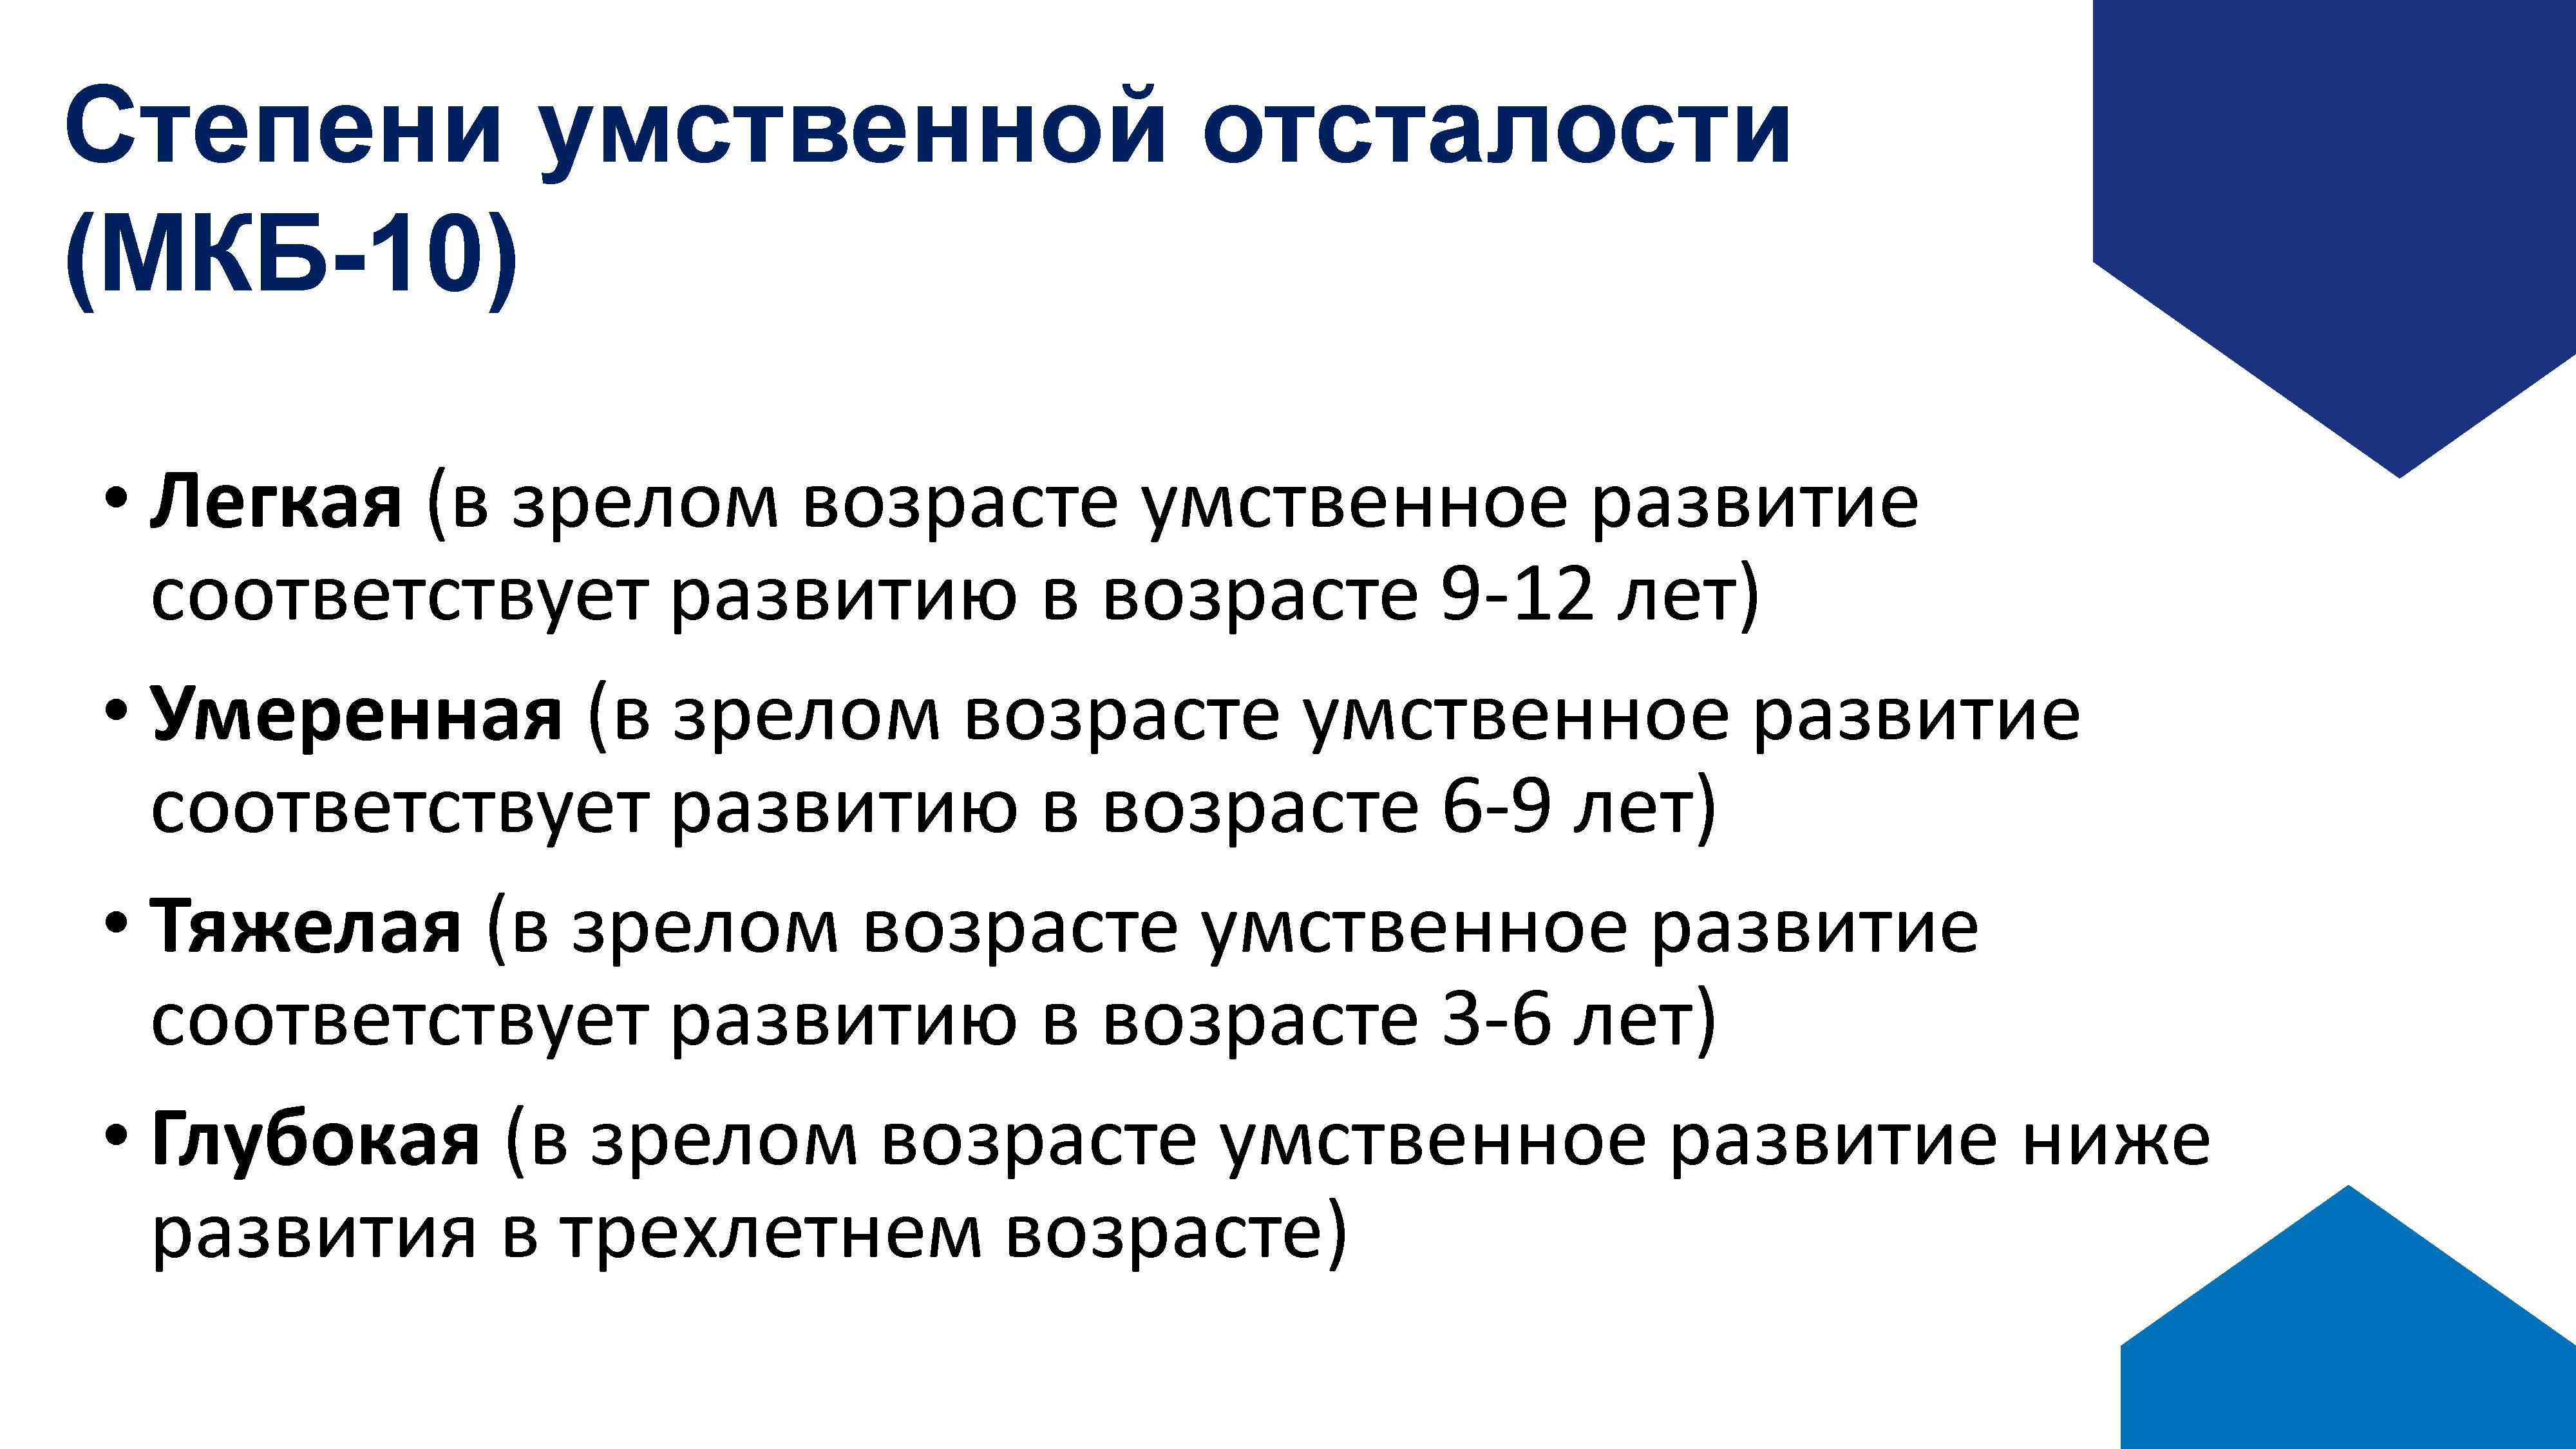 Степени умственной отсталости
(МКБ-10)
• Легкая (в зрелом возрасте умственное развитие
соответствует развитию в возрасте 9-12 лет)
• Умеренная (в зрелом возрасте умственное развитие
соответствует развитию в возрасте 6-9 лет)
• Тяжелая (в зрелом возрасте умственное развитие
соответствует развитию в возрасте 3-6 лет)
• Глубокая (в зрелом возрасте умственное развитие ниже
развития в трехлетнем возрасте)